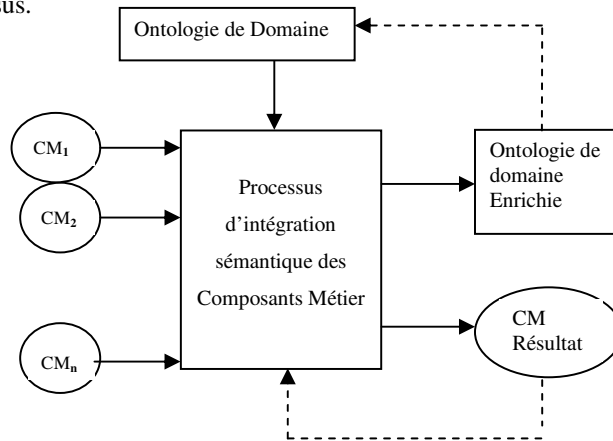 sus.
Ontologie de Domaine
CM1
CM2
CMn
Processus
d’intégration
sémantique des
Composants Métier
Ontologie de
domaine
Enrichie
CM
Résultat